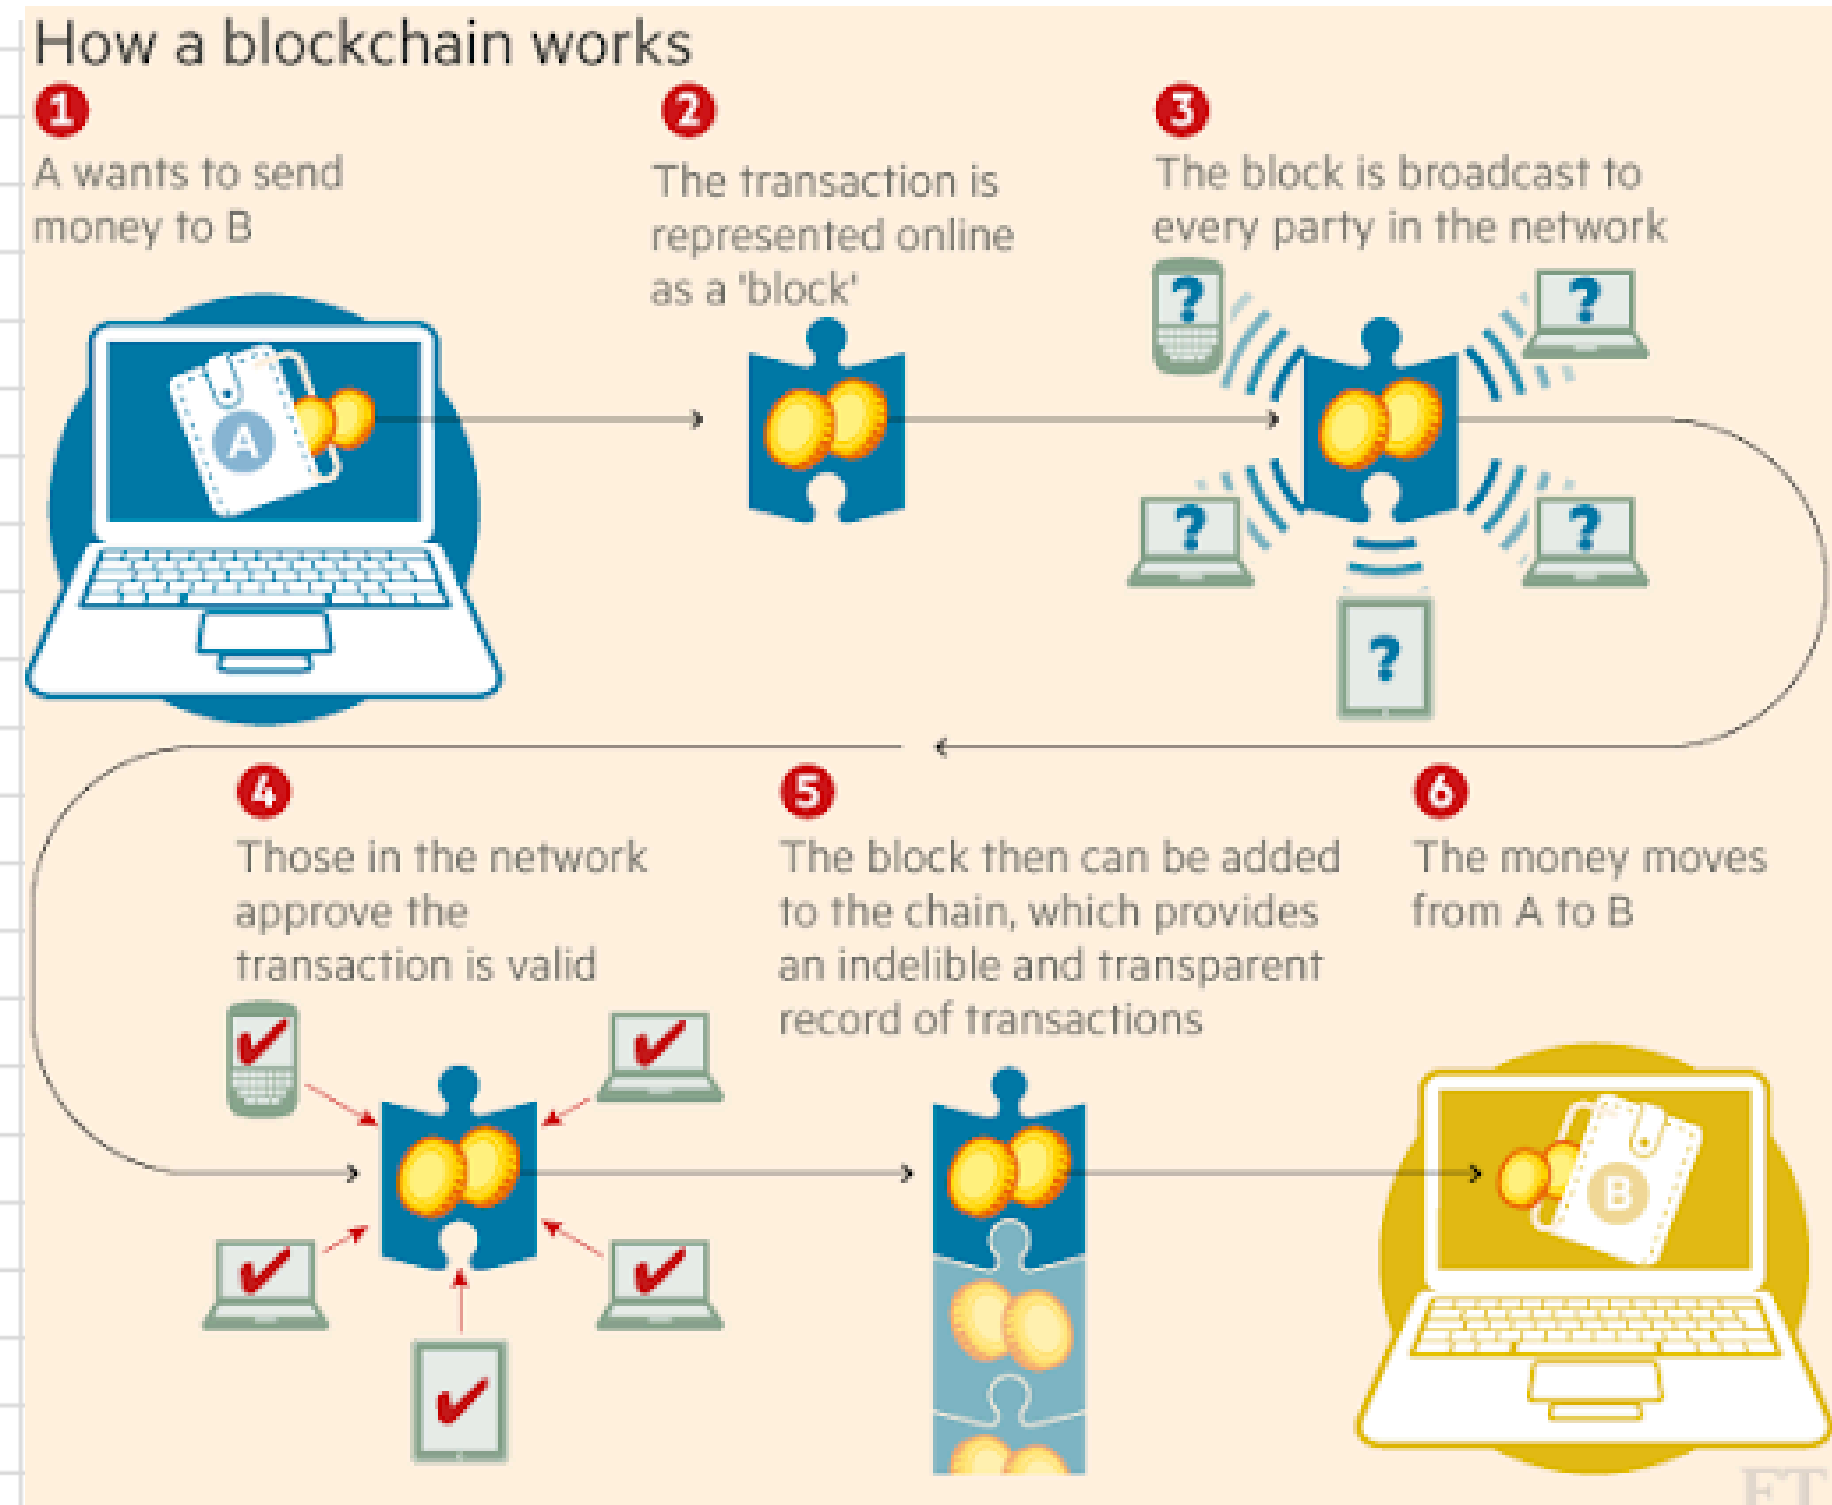 How a blockchain works
1
A wants to send
money to B
2
The transaction is
represented online
as a 'block'
3
The block is broadcast to
every party in the network
?
?
A
?
?
?
4
Those in the network
approve the
transaction is valid
5
The block then can be added
to the chain, which provides
an indelible and transparent
record of transactions
6
The money moves
from A to B
B
FT